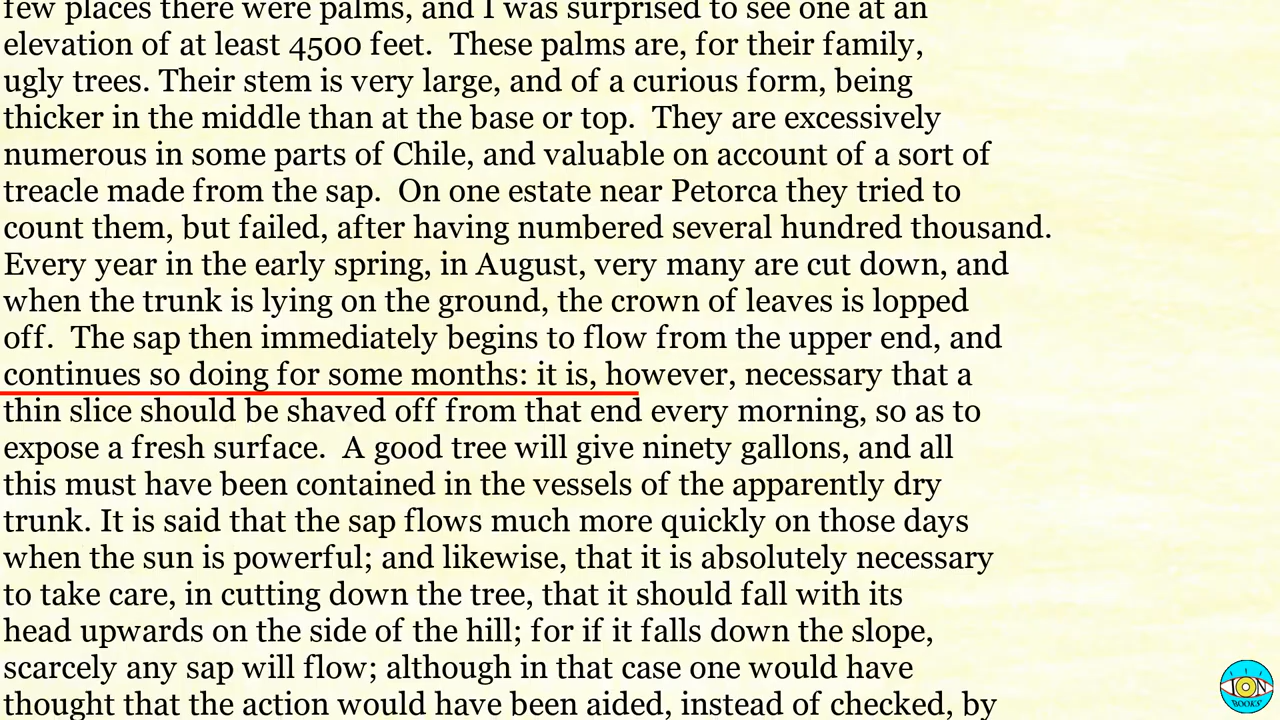 few places there were palms, and I was surprised to see one at an
elevation of at least 4500 feet.  These palms are, for their family,
ugly trees. Their stem is very large, and of a curious form, being
thicker in the middle than at the base or top.  They are excessively
numerous in some parts of Chile, and valuable on account of a sort of
treacle made from the sap.  On one estate near Petorca they tried to
count them, but failed, after having numbered several hundred thousand.
Every year in the early spring, in August, very many are cut down, and
when the trunk is lying on the ground, the crown of leaves is lopped
off.  The sap then immediately begins to flow from the upper end, and
continues so doing for some months: it is, however, necessary that a
thin slice should be shaved off from that end every morning, so as to
expose a fresh surface.  A good tree will give ninety gallons, and all
this must have been contained in the vessels of the apparently dry
trunk. It is said that the sap flows much more quickly on those days
when the sun is powerful; and likewise, that it is absolutely necessary
to take care, in cutting down the tree, that it should fall with its
head upwards on the side of the hill; for if it falls down the slope,
scarcely any sap will flow; although in that case one would have
thought that the action would have been aided, instead of checked, by
ION
BOOKS